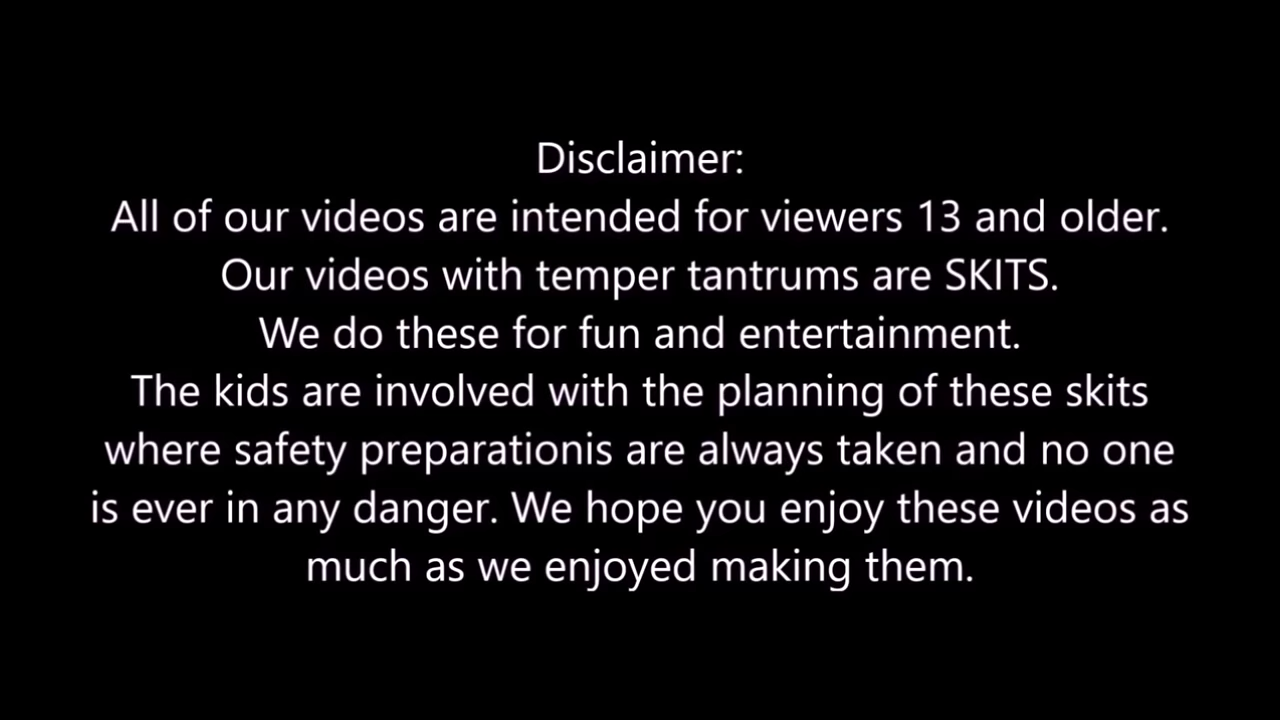 Disclaimer:
All of our videos are intended for viewers 13 and older.
Our videos with temper tantrums are SKITS.
We do these for fun and entertainment.
The kids are involved with the planning of these skits
where safety preparationis are always taken and no one
is ever in any danger. We hope you enjoy these videos as
much as we enjoyed making them.